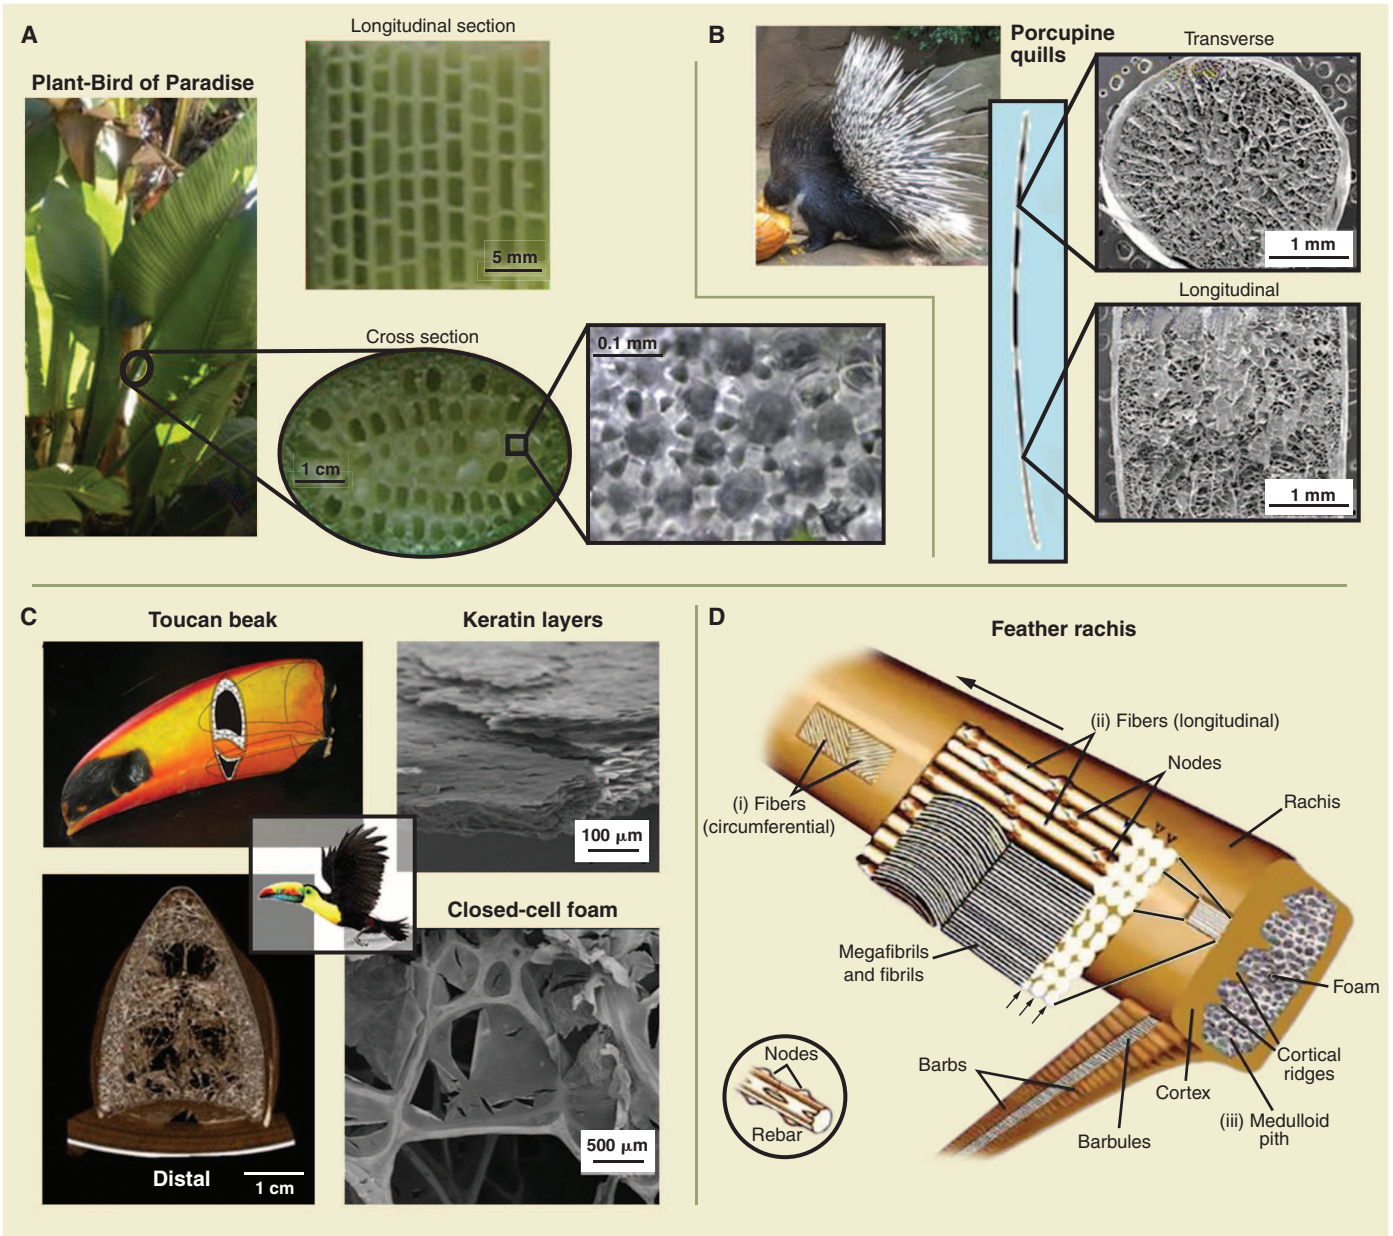 A
Plant-Bird of Paradise
Longitudinal section
5 mm
Cross section
1 cm
0.1 mm
B
Porcupine
quills
Transverse
1 mm
Longitudinal
1 mm
C
Toucan beak
Keratin layers
100 µm
Closed-cell foam
500 µm
Distal
1 cm
D
Feather rachis
(ii) Fibers (longitudinal)
Nodes
(i) Fibers
(circumferential)
Rachis
Megafibrils
and fibrils
Foam
Nodes
Rebar
Barbs
Cortical
ridges
Cortex
(iii) Medulloid
pith
Barbules